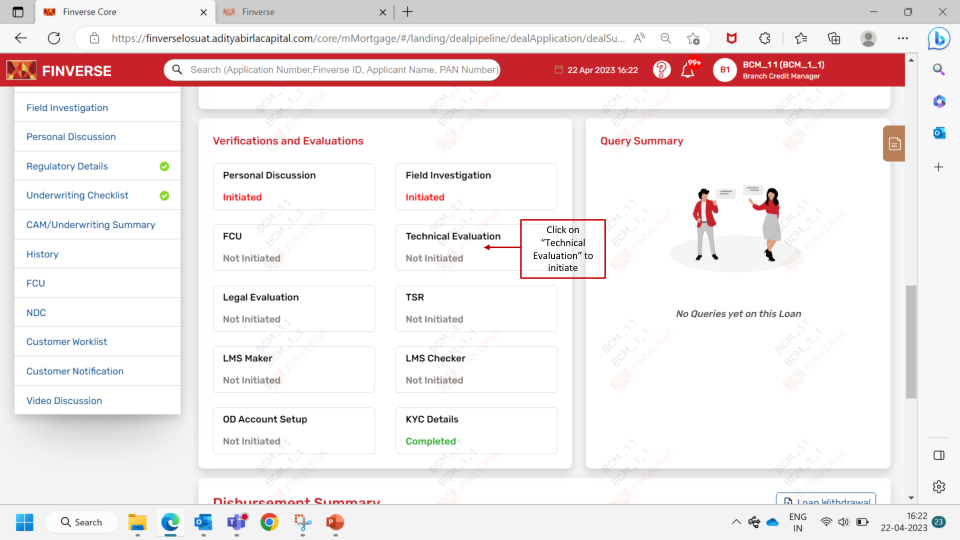 Finverse Core
Finverse
https://finverselosuat.adityabirlacapital.com/core/mMortgage/#/landing/dealpipeline/dealApplication/dealSu...
FINVERSE
Search (Application Number,Finverse ID, Applicant Name, PAN Number)
22 Apr 2023 16:22
99+
B1
BCM_1 1 (BCM_1_1)
Branch Credit Manager
Field Investigation
Personal Discussion
Regulatory Details
Underwriting Checklist
CAM/Underwriting Summary
History
FCU
NDC
Customer Worklist
Customer Notification
Video Discussion
Verifications and Evaluations
Personal Discussion
Initiated
Field Investigation
Initiated
FCU
Not Initiated
Technical Evaluation
Not Initiated
Click on
“Technical
Evaluation” to
initiate
Legal Evaluation
Not Initiated
TSR
Not Initiated
LMS Maker
Not Initiated
LMS Checker
Not Initiated
OD Account Setup
Not Initiated
KYC Details
Completed
Query Summary
No Queries yet on this Loan
Disbursement Summary
Loan Withdrawal
BCM_1_1
FINVERSE
Search
ENG
IN
16:22
22-04-2023
23